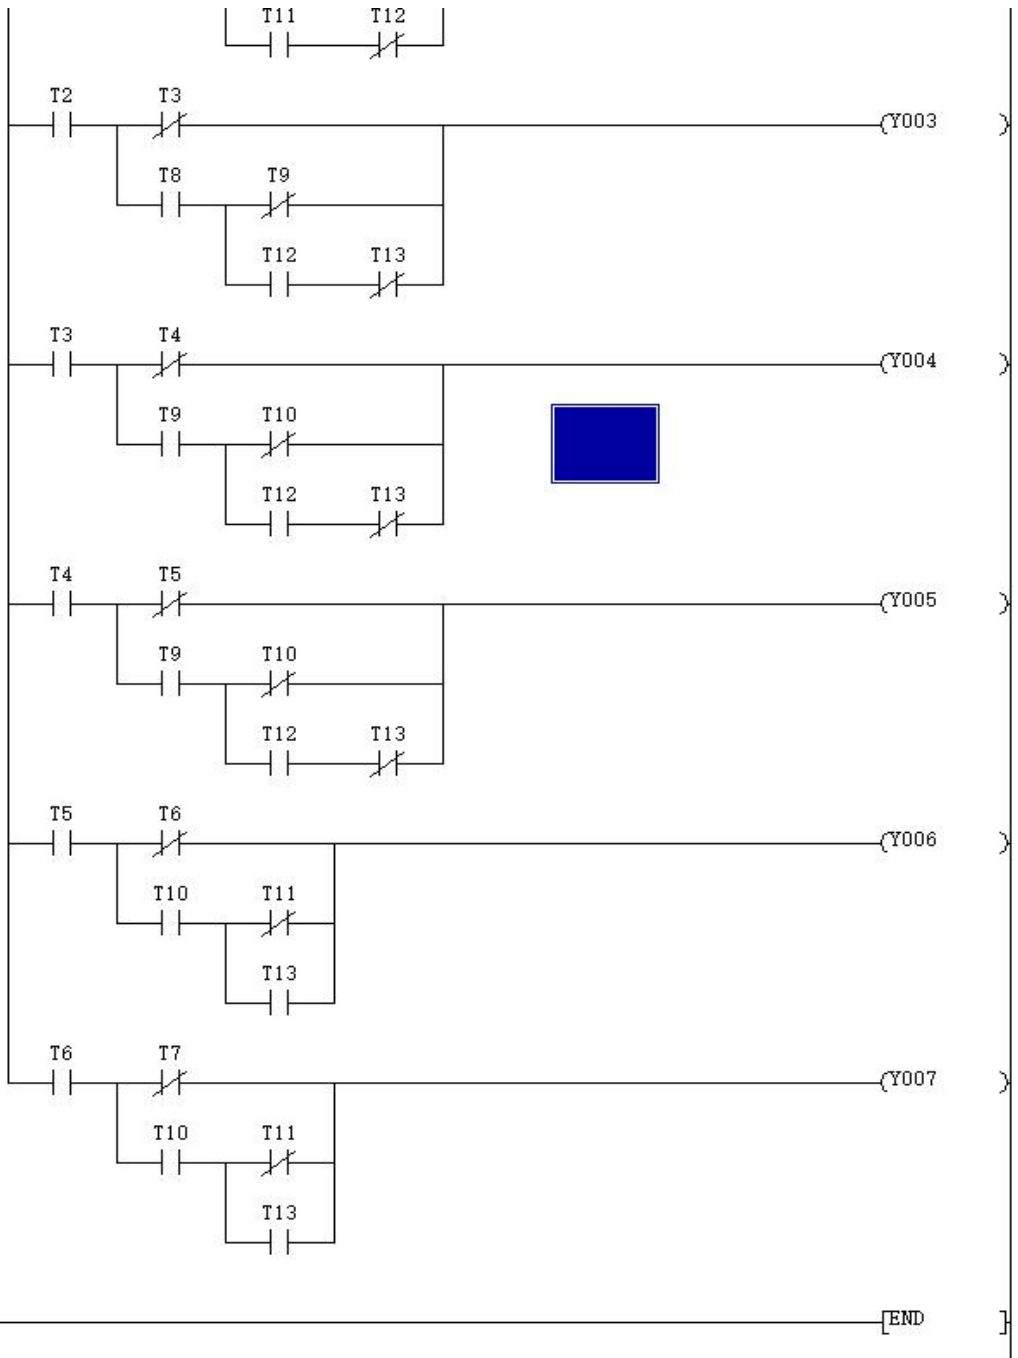 T11 T12
T2 T3 (Y003 )
T8 T9
T12 T13
T3 T4 (Y004 )
T9 T10
T12 T13
T4 T5 (Y005 )
T9 T10
T12 T13
T5 T6 (Y006 )
T10 T11
T13
T6 T7 (Y007 )
T10 T11
T13
[END ]